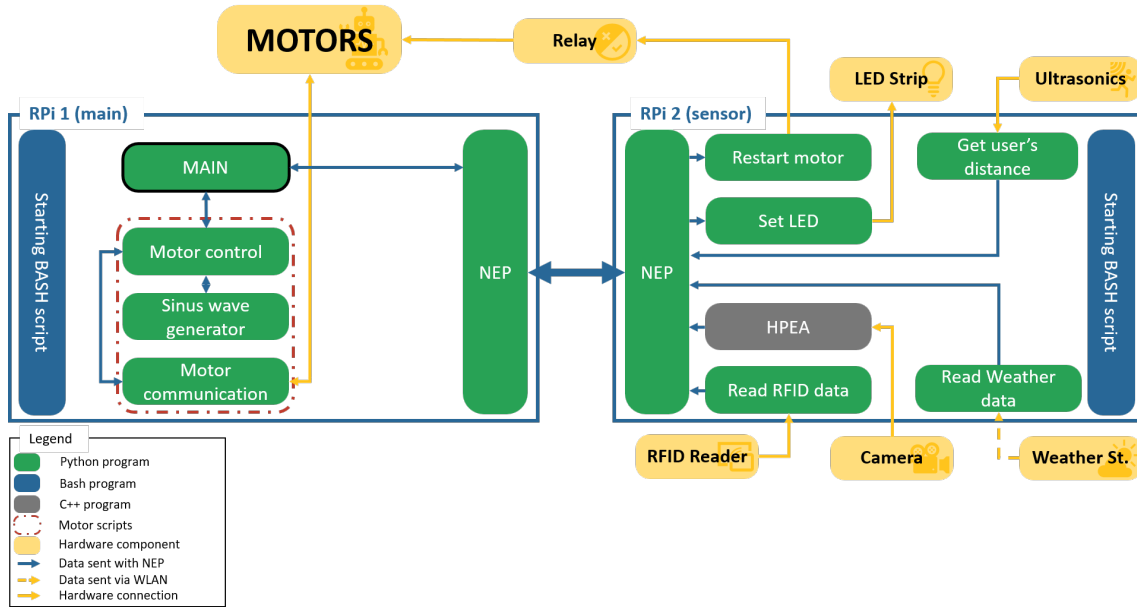 MOTORS
Relay
LED Strip
Ultrasonics
RPi 1 (main)
RPi 2 (sensor)
Starting BASH script
MAIN
Motor control
Sinus wave
generator
Motor
communication
NEP
NEP
Restart motor
Set LED
HPEA
Read RFID data
Get user's
distance
Read Weather
data
Starting BASH script
RFID Reader
Camera
Weather St.
Legend
Python program
Bash program
C++ program
Motor scripts
Hardware component
Data sent with NEP
Data sent via WLAN
Hardware connection